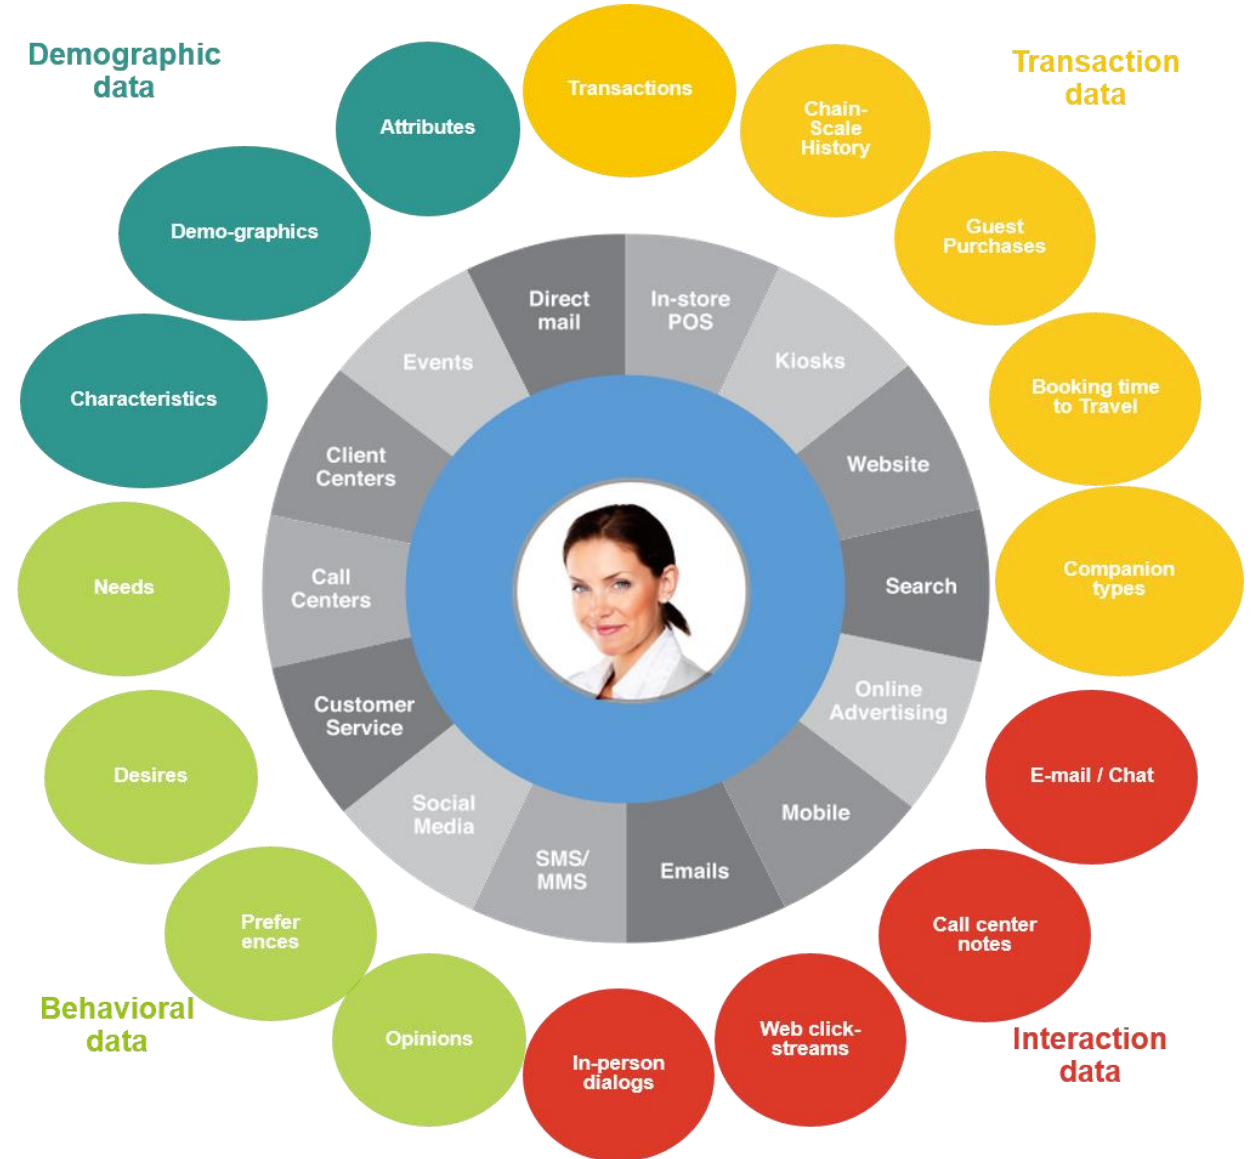 Demographic
data
Transaction
data
Attributes
Transactions
Chain-
Scale
History
Demo-graphics
Guest
Purchases
Characteristics
Booking time
to Travel
Needs
Companion
types
Desires
E-mail / Chat
Prefer
ences
Call center
notes
Behavioral
data
Opinions
In-person
dialogs
Web click-
streams
Interaction
data
Direct
mail
In-store
POS
Kiosks
Website
Search
Online
Advertising
Mobile
Emails
SMS/
MMS
Social
Media
Customer
Service
Call
Centers
Client
Centers
Events